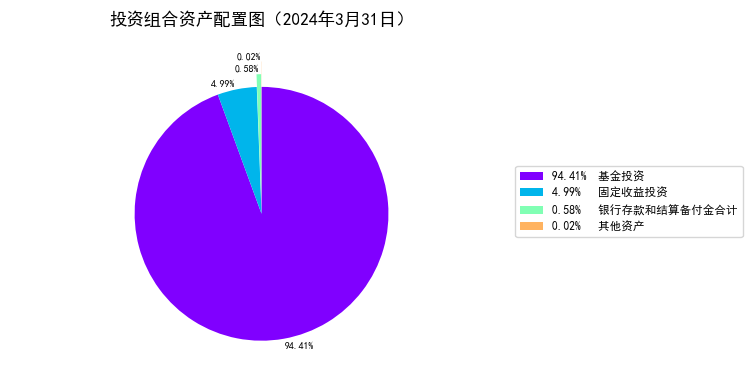 投资组合资产配置图（2024年3月31日）
0.02%
0.58%
4.99%
94.41%
94.41% 基金投资
4.99% 固定收益投资
0.58% 银行存款和结算备付金合计
0.02% 其他资产